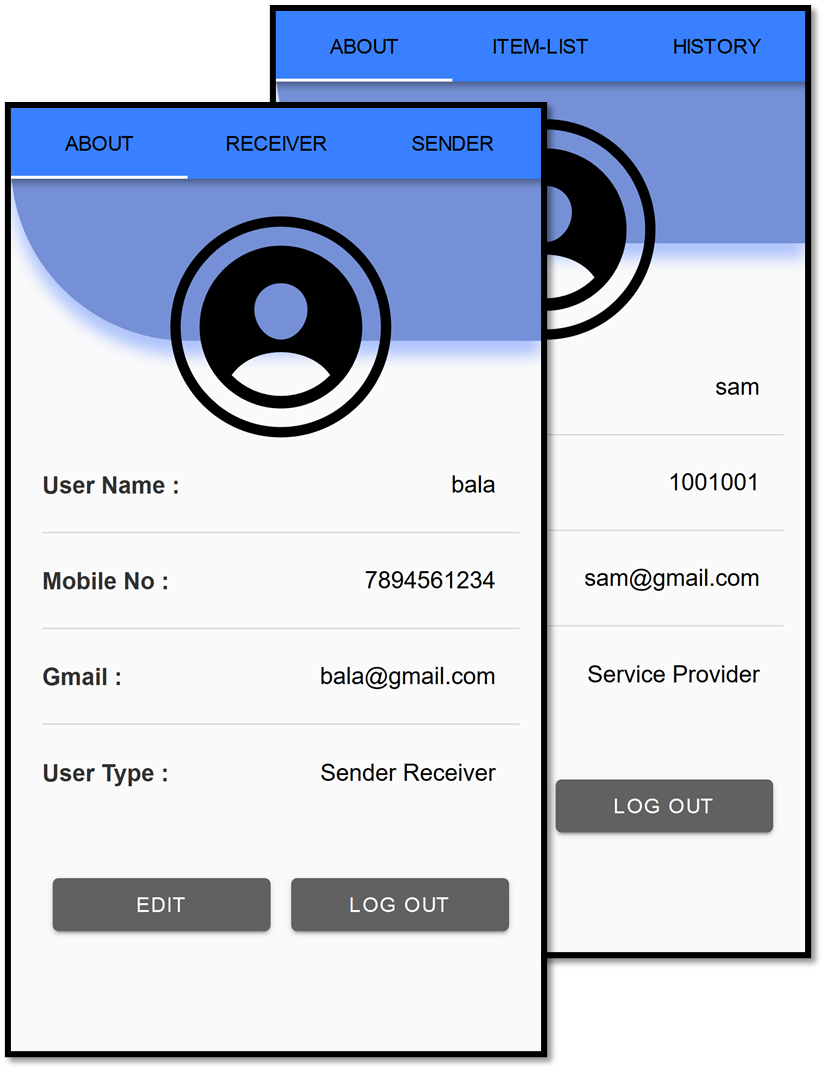 ABOUT ITEM-LIST HISTORY
sam
1001001
sam@gmail.com
Service Provider
LOG OUT
ABOUT RECEIVER SENDER
User Name : bala
Mobile No : 7894561234
Gmail : bala@gmail.com
User Type : Sender Receiver
EDIT LOG OUT